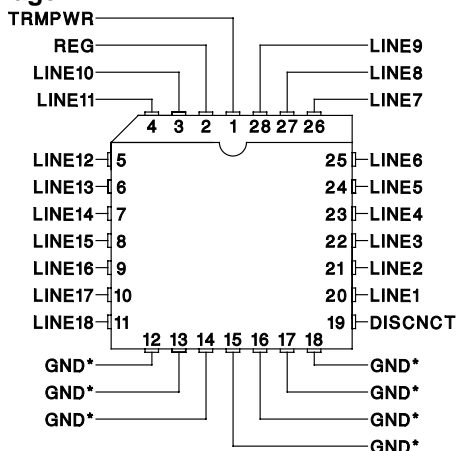 TRMPWR
REG LINE9
LINE10 LINE8
LINE11 LINE7
4 3 2 1 28 27 26
LINE12 5 25 LINE6
LINE13 6 24 LINE5
LINE14 7 23 LINE4
LINE15 8 22 LINE3
LINE16 9 21 LINE2
LINE17 10 20 LINE1
LINE18 11 19 DISCNCT
12 13 14 15 16 17 18
GND* GND*
GND* GND*
GND* GND*
GND*